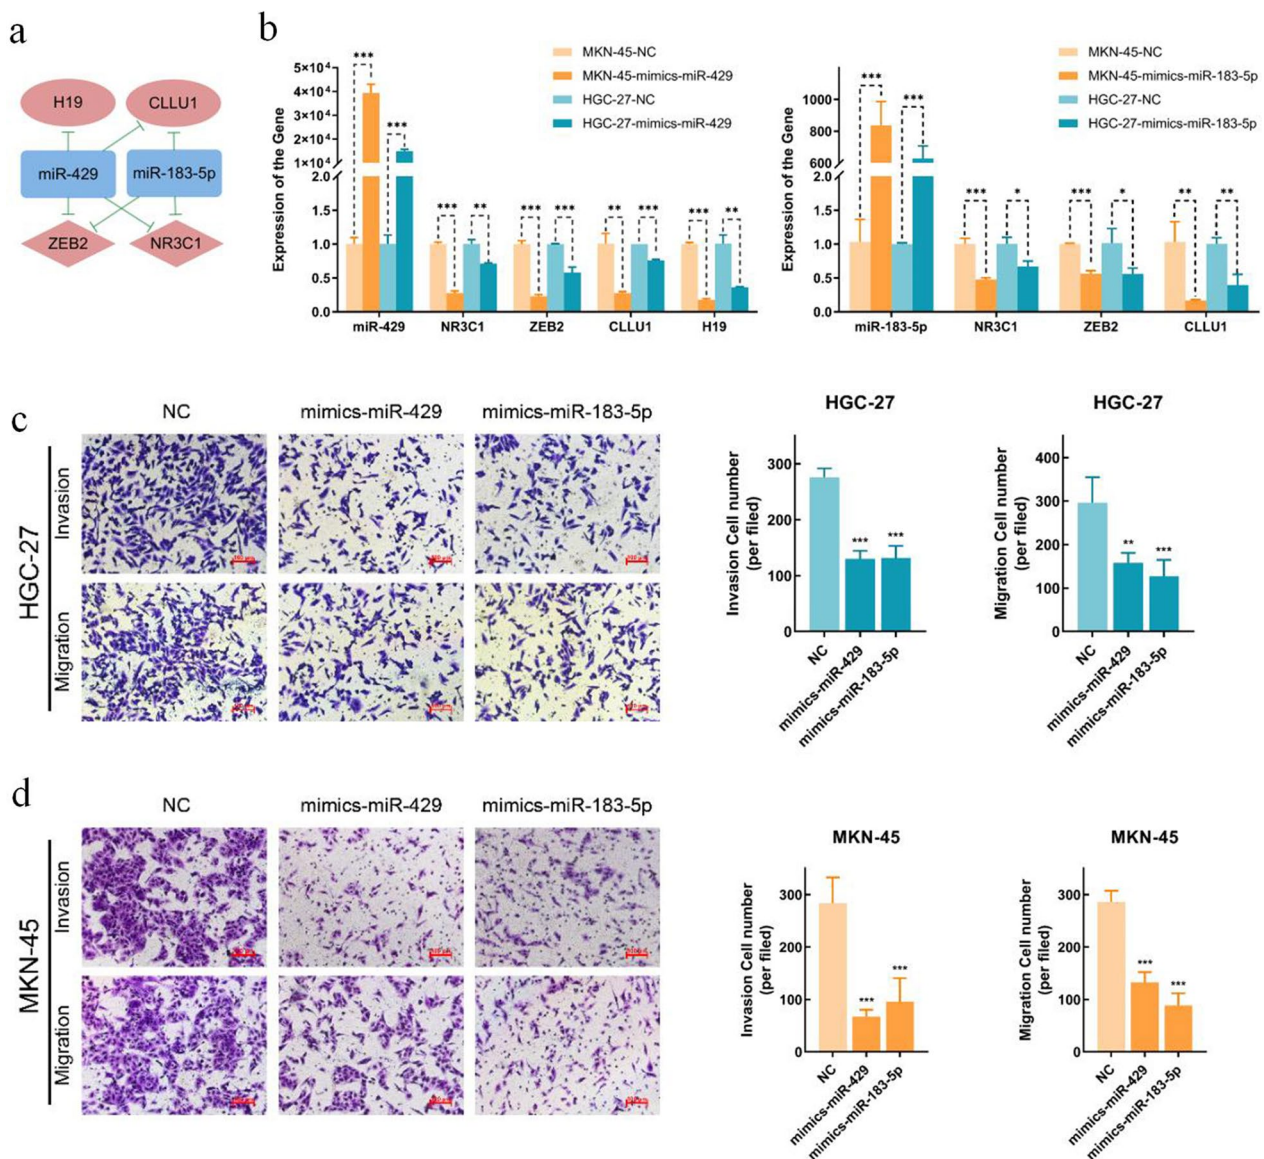 a
H19
CLLU1
miR-429
miR-183-5p
ZEB2
NR3C1
b
MKN-45-NC
MKN-45-mimics-miR-429
HGC-27-NC
HGC-27-mimics-miR-429
Expression of the Gene
5×10⁴
4×10⁴
3×10⁴
2×10⁴
1×10⁴
2.0
1.5
1.0
0.5
0.0
*** ***
*** **
*** ***
** ***
*** **
miR-429 NR3C1 ZEB2 CLLU1 H19
MKN-45-NC
MKN-45-mimics-miR-183-5p
HGC-27-NC
HGC-27-mimics-miR-183-5p
Expression of the Gene
1000
800
600
2.0
1.5
1.0
0.5
0.0
*** ***
*** *
*** *
** **
miR-183-5p NR3C1 ZEB2 CLLU1
c
NC mimics-miR-429 mimics-miR-183-5p
HGC-27
Invasion
Migration
HGC-27
Invasion Cell number
(per filed)
300
200
100
0
*** ***
NC
mimics-miR-429
mimics-miR-183-5p
HGC-27
Migration Cell number
(per filed)
400
300
200
100
0
** ***
NC
mimics-miR-429
mimics-miR-183-5p
d
NC mimics-miR-429 mimics-miR-183-5p
MKN-45
Invasion
Migration
MKN-45
Invasion Cell number
(per filed)
300
200
100
0
*** ***
NC
mimics-miR-429
mimics-miR-183-5p
MKN-45
Migration Cell number
(per filed)
300
200
100
0
*** ***
NC
mimics-miR-429
mimics-miR-183-5p